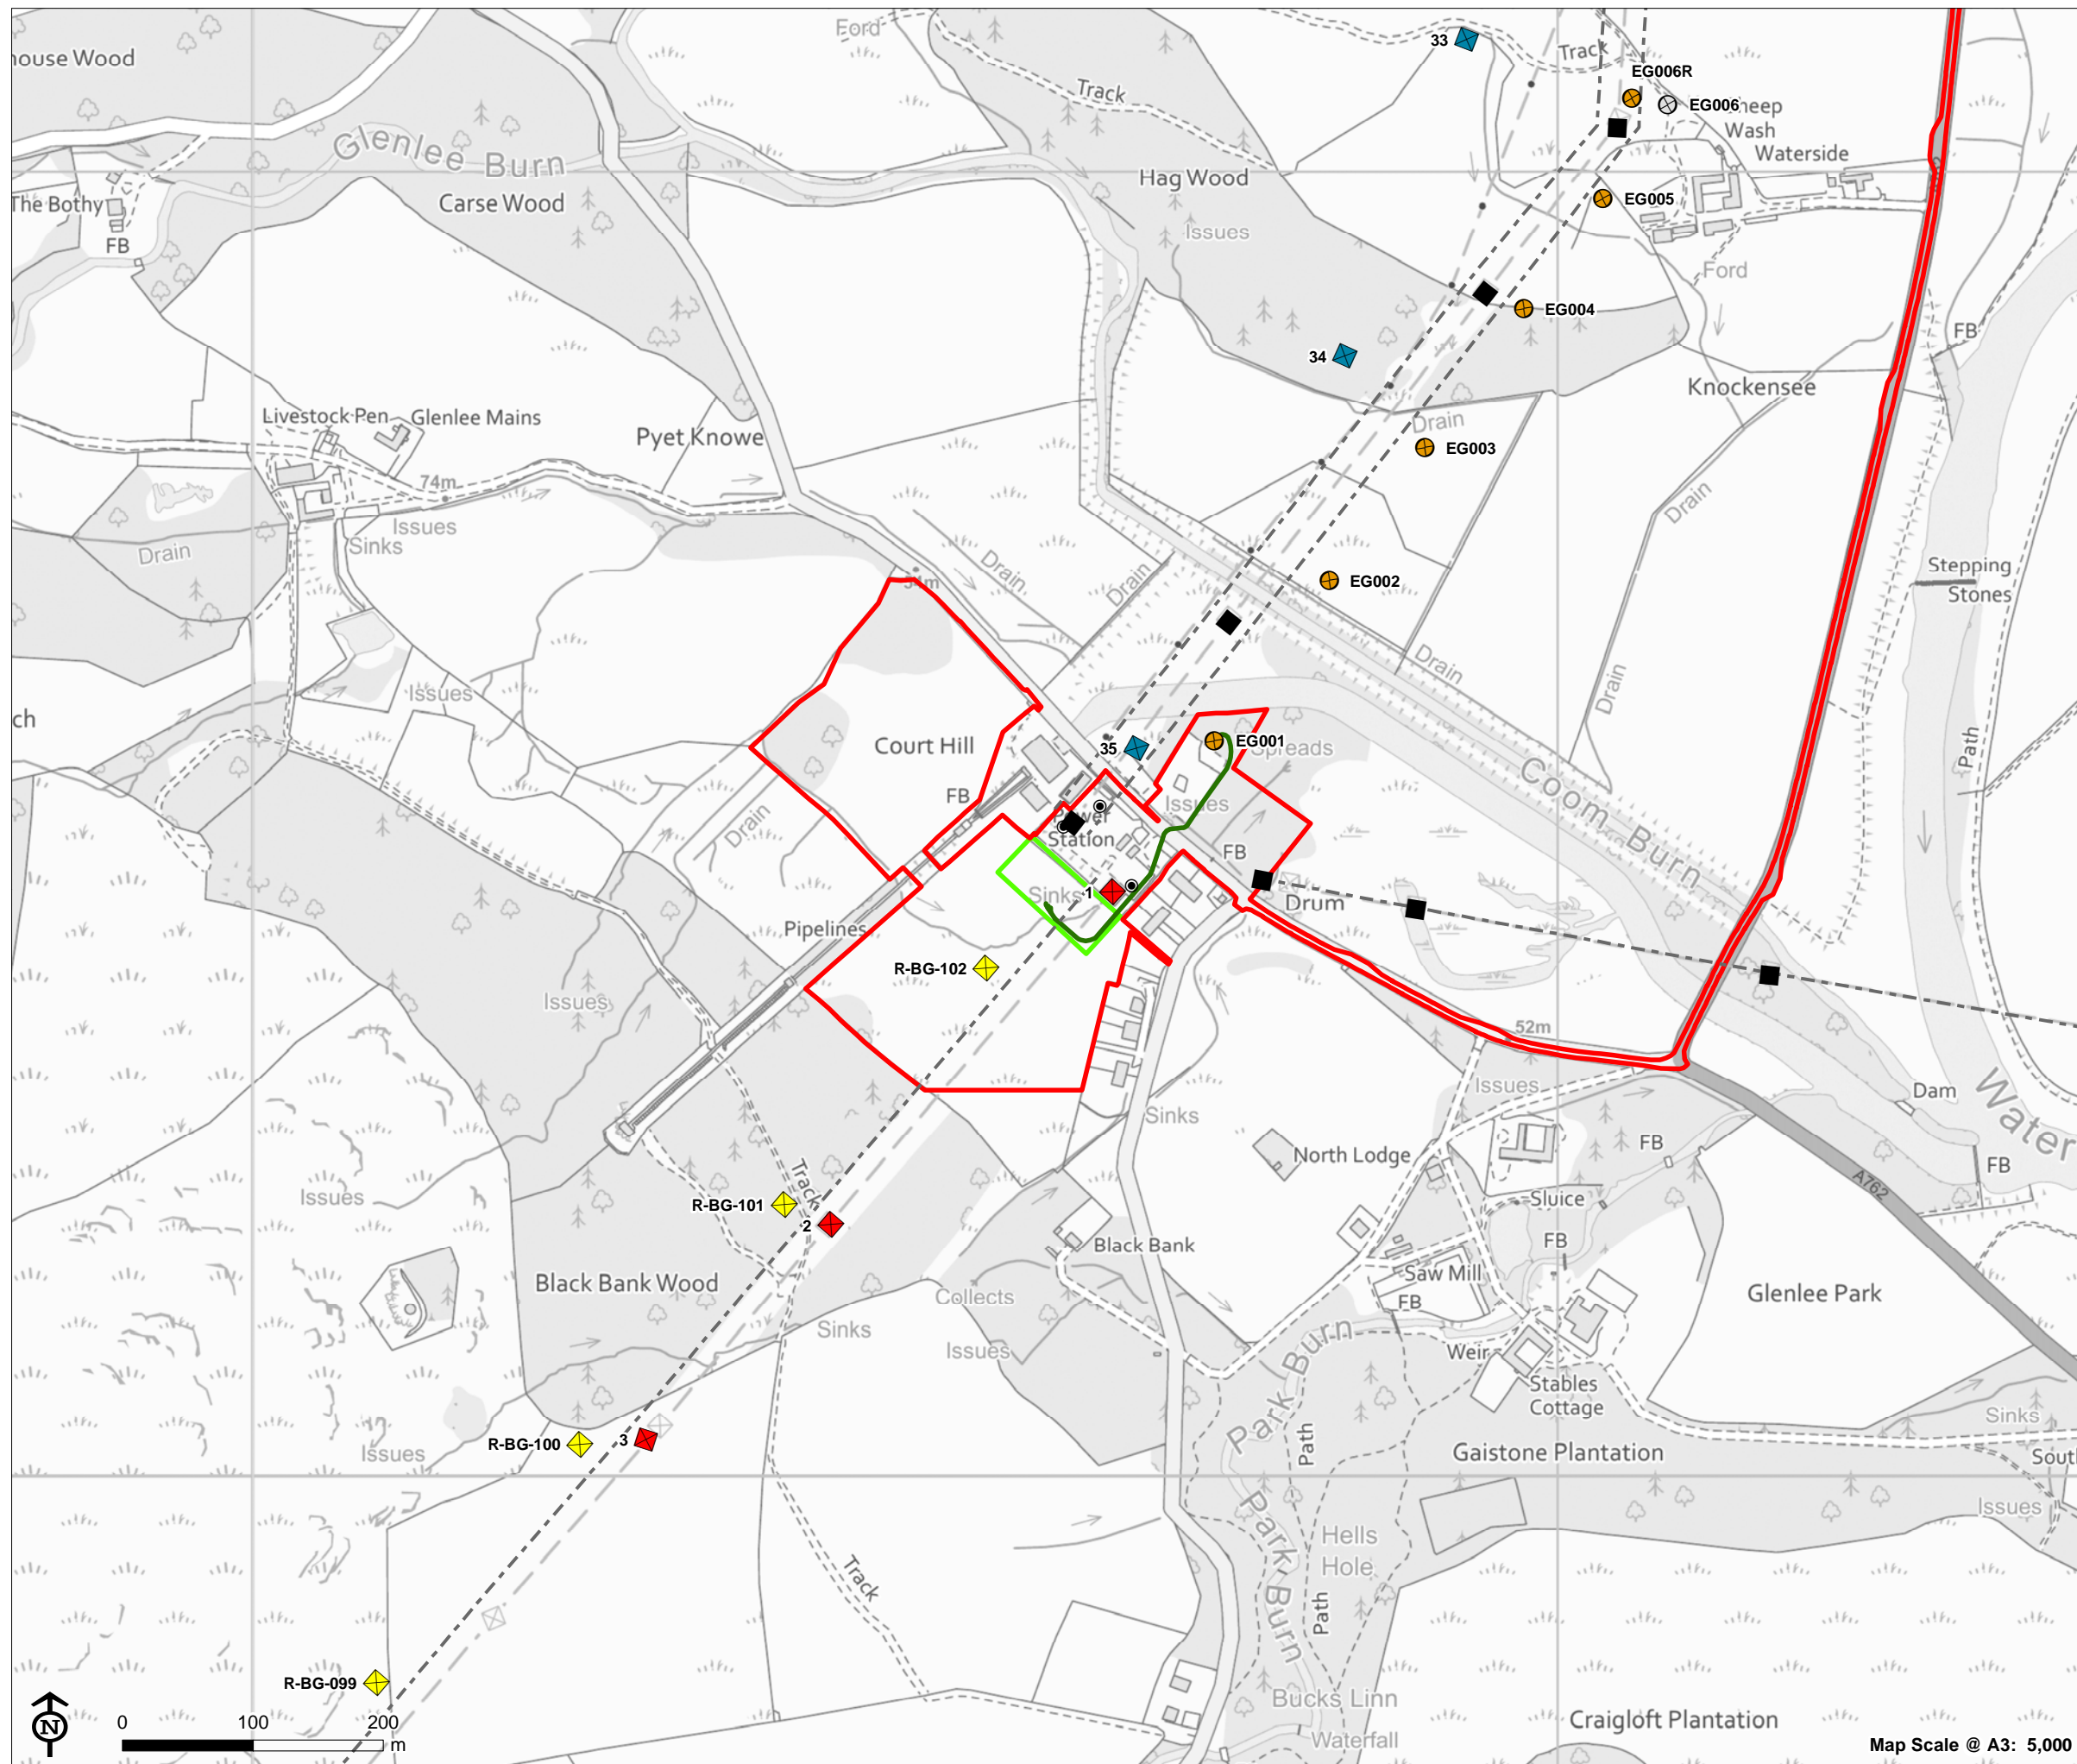 house Wood
Ford
33
Track
EG006R
EG006
Sheep
Wash
Waterside
Track
Glenlee Burn
Carse Wood
Hag Wood
The Bothy
FB
EG005
Issues
Ford
EG004
FB
34
Knockensee
Livestock Pen
Glenlee Mains
Pyet Knowe
Drain
EG003
74m
Issues
Sinks
Drain
Drain
Drain
Drain
EG002
Stepping
Stones
54m
Drain
Issues
Drain
ch
Court Hill
35
EG001
Spreads
Path
Coom Burn
FB
Issues
Power
Station
Drain
FB
Sinks
1
Drum
Pipelines
R-BG-102
Issues
52m
Issues
Dam
Water
Sinks
FB
North Lodge
FB
A762
Track
Issues
R-BG-101
2
Sluice
FB
Black Bank
Black Bank Wood
Saw Mill
Glenlee Park
Collects
FB
Sinks
Park Burn
Issues
Weir
Stables
Cottage
Sinks
Path
R-BG-100
3
Issues
Gaistone Plantation
Sout
Issues
Park Burn
Hells
Hole
Track
Path
R-BG-099
Bucks Linn
Waterfall
Craigloft Plantation
N
0 100 200
m
Map Scale @ A3: 5,000